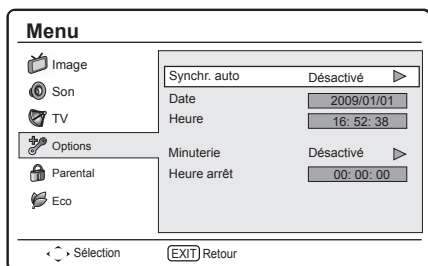 Menu
Image
Son
TV
Options
Parental
Eco
Synchr. auto Désactivé
Date 2009/01/01
Heure 16: 52: 38
Minuterie Désactivé
Heure arrêt 00: 00: 00
Sélection EXIT Retour